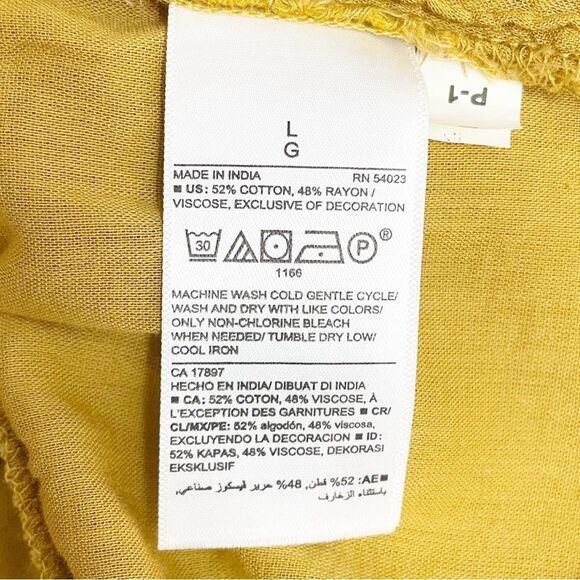 L
G
P-1
MADE IN INDIA RN 54023
■ US: 52% COTTON, 48% RAYON /
VISCOSE, EXCLUSIVE OF DECORATION
30 P ®
1166
MACHINE WASH COLD GENTLE CYCLE/
WASH AND DRY WITH LIKE COLORS/
ONLY NON-CHLORINE BLEACH
WHEN NEEDED/ TUMBLE DRY LOW/
COOL IRON
CA 17897
HECHO EN INDIA/ DIBUAT DI INDIA
■ CA: 52% COTON, 48% VISCOSE, À
L'EXCEPTION DES GARNITURES ■ CR/
CL/MX/PE: 52% algodón, 48% viscosa,
EXCLUYENDO LA DECORACION ■ ID:
52% KAPAS, 48% VISCOSE, DEKORASI
EKSKLUSIF
■ AE: 52% قطن, 48% حرير فيسكوز صناعي,
باستثناء الزخارف